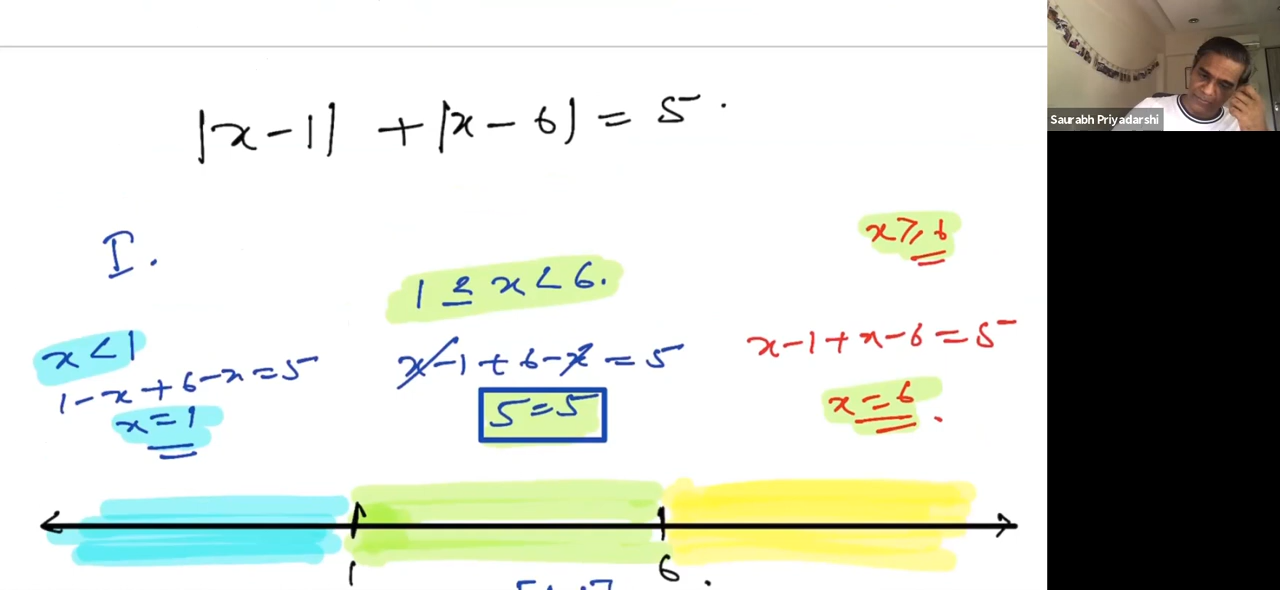 |x-1| + |x-6| = 5.
Saurabh Priyadarshi
I.
x ≥ 6
1 ≤ x < 6.
x < 1
1-x+6-x=5
x=1
x-1+6-x=5
5=5
x-1+x-6=5
x=6.
1
6.